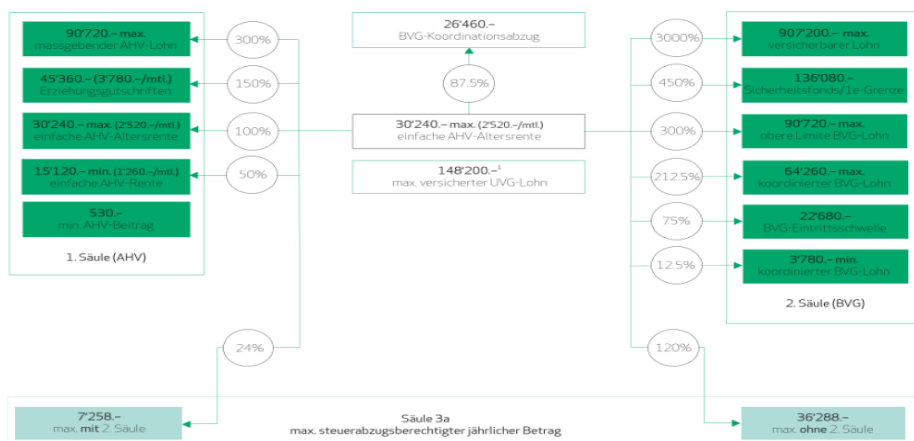 90'720.– max.
massgebender AHV-Lohn
300%
45'360.– (3'780.–/mtl.)
Erziehungsgutschriften
150%
30'240.– max. (2'520.–/mtl.)
einfache AHV-Altersrente
100%
15'120.– min. (1'260.–/mtl.)
einfache AHV-Rente
50%
530.–
min. AHV-Beitrag
1. Säule (AHV)
26'460.–
BVG-Koordinationsabzug
87.5%
30'240.– max. (2'520.–/mtl.)
einfache AHV-Altersrente
148'200.–¹
max. versicherter UVG-Lohn
3000%
907'200.– max.
versicherbarer Lohn
450%
136'080.–
Sicherheitsfonds/1e-Grenze
300%
90'720.– max.
obere Limite BVG-Lohn
212.5%
64'260.– max.
koordinierter BVG-Lohn
75%
22'680.–
BVG-Eintrittsschwelle
12.5%
3'780.– min.
koordinierter BVG-Lohn
2. Säule (BVG)
24%
120%
7'258.–
max. mit 2. Säule
Säule 3a
max. steuerabzugsberechtigter jährlicher Betrag
36'288.–
max. ohne 2. Säule